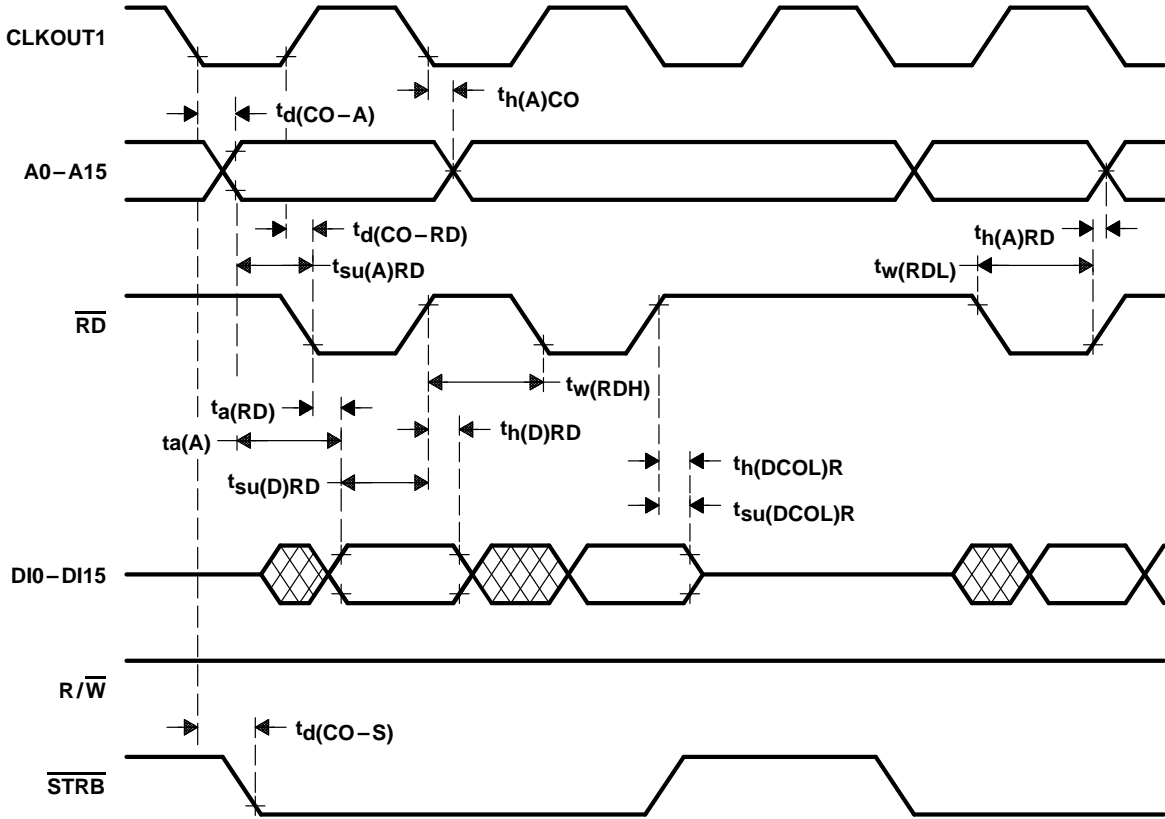 CLKOUT1
th(A)CO
td(CO–A)
A0–A15
td(CO–RD)
th(A)RD
tsu(A)RD
tw(RDL)
RD
tw(RDH)
ta(RD)
th(D)RD
ta(A)
th(DCOL)R
tsu(D)RD
tsu(DCOL)R
DI0–DI15
R/W
td(CO–S)
STRB